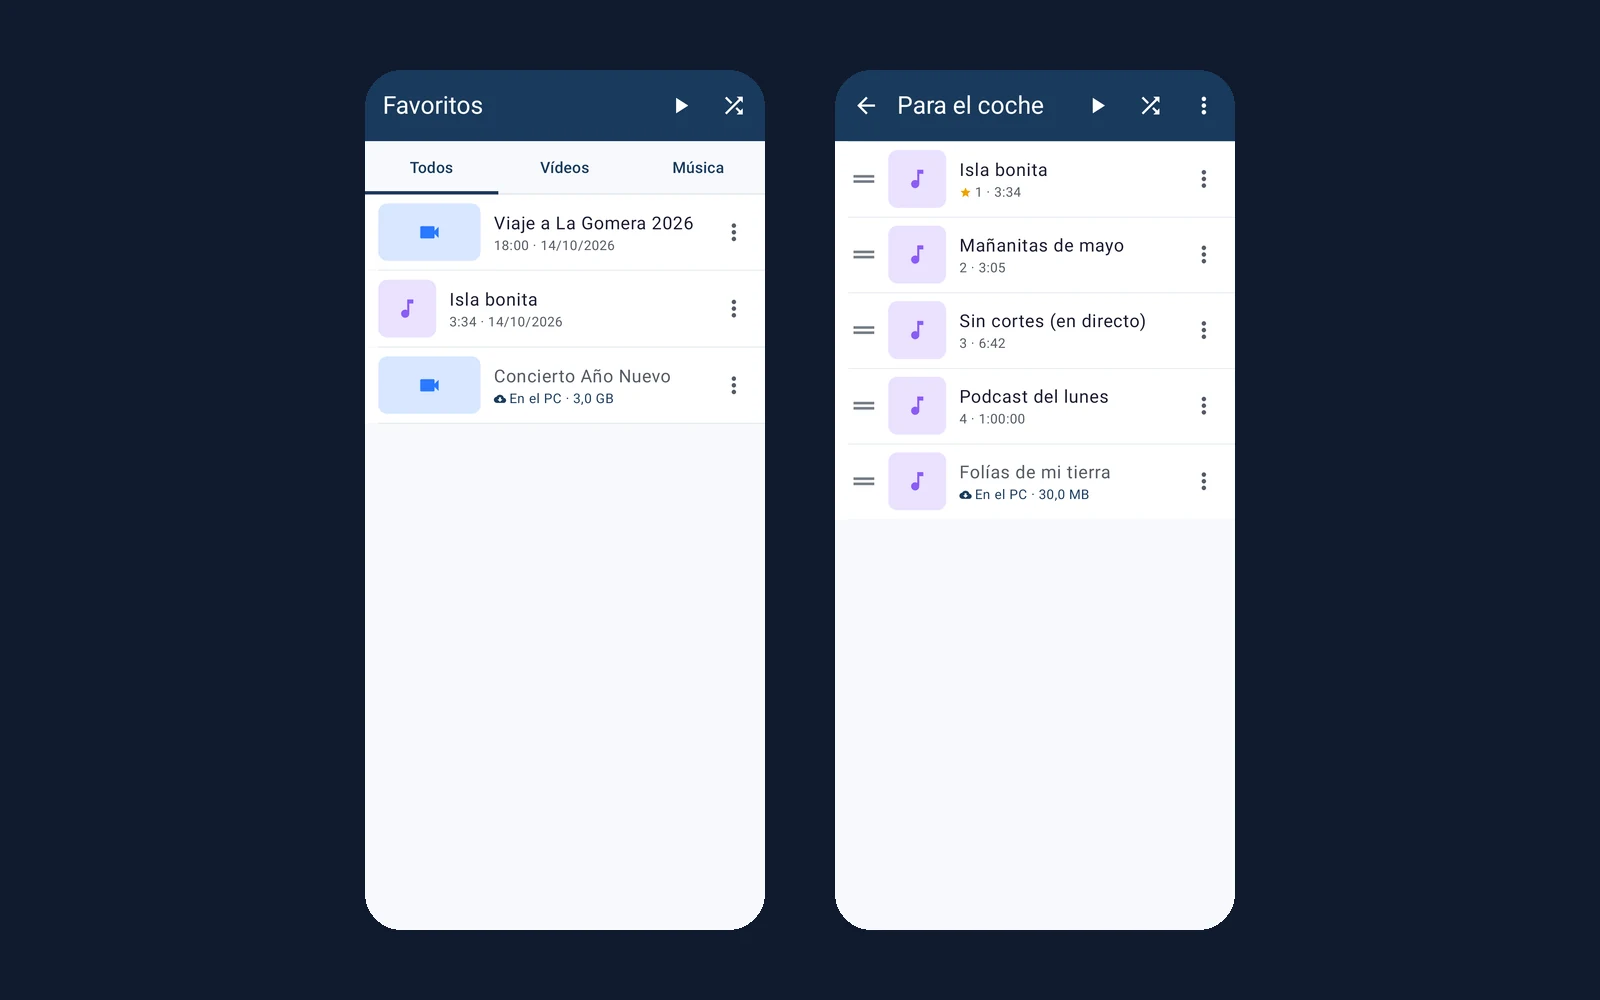 Favoritos
Todos Vídeos Música
Viaje a La Gomera 2026
18:00 · 14/10/2026
Isla bonita
3:34 · 14/10/2026
Concierto Año Nuevo
En el PC · 3,0 GB
Para el coche
Isla bonita
1 · 3:34
Mañanitas de mayo
2 · 3:05
Sin cortes (en directo)
3 · 6:42
Podcast del lunes
4 · 1:00:00
Folías de mi tierra
En el PC · 30,0 MB